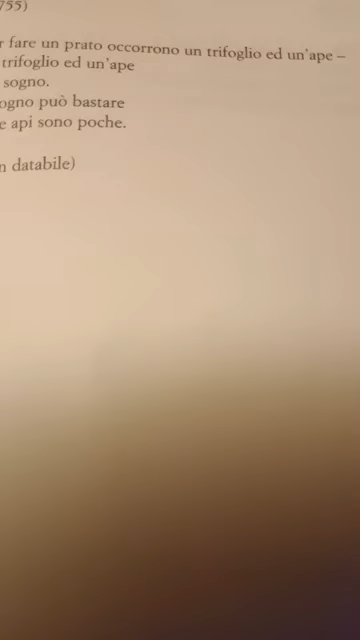 755)
fare un prato occorrono un trifoglio ed un'ape –
trifoglio ed un'ape
sogno.
può bastare
api sono poche.
databile)